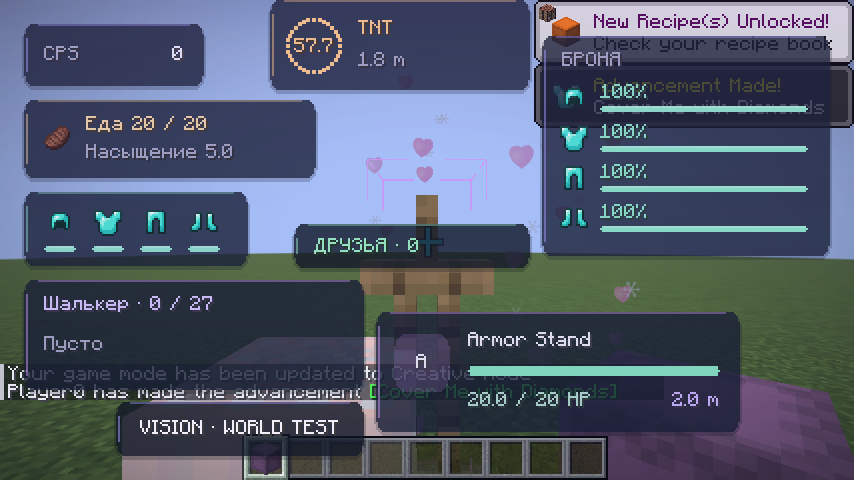 CPS 0
57.7
TNT
1.8 m
New Recipe(s) Unlocked!
Check your recipe book
БРОНЯ
Advancement Made!
Cover Me with Diamonds
100%
100%
100%
100%
Еда 20 / 20
Насыщение 5.0
ДРУЗЬЯ · 0
Шалькер · 0 / 27
Пусто
A
Armor Stand
20.0 / 20 HP 2.0 m
Your game mode has been updated to Creative Mode
Player0 has made the advancement [Cover Me with Diamonds]
VISION · WORLD TEST